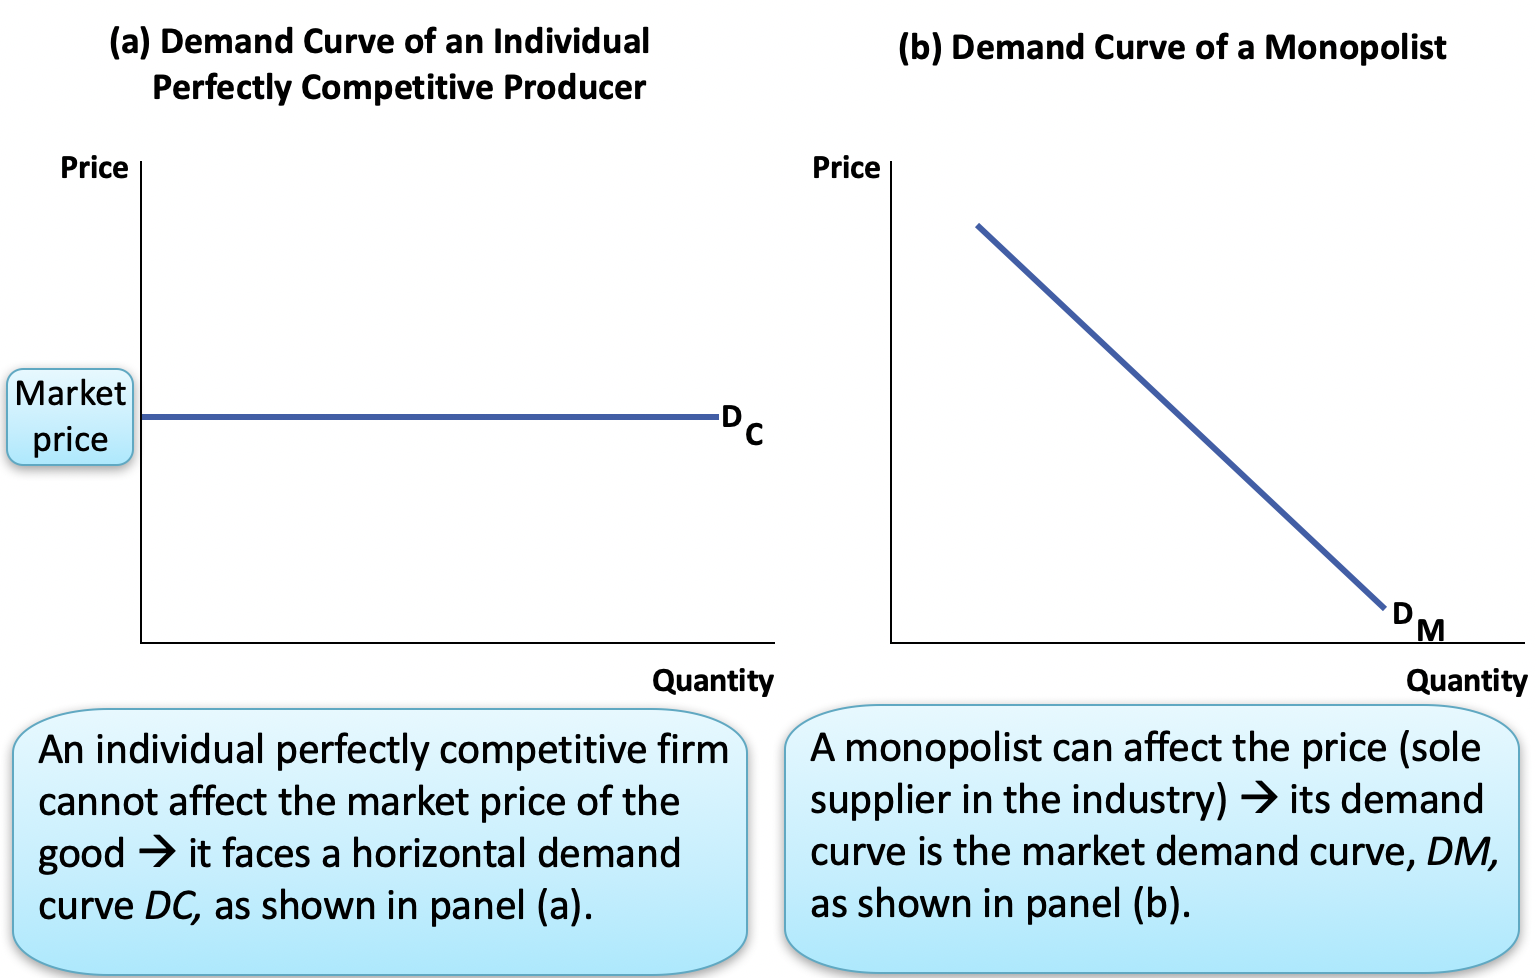 (a) Demand Curve of an Individual
Perfectly Competitive Producer
Price
Market
price
D
C
Quantity
An individual perfectly competitive firm
cannot affect the market price of the
good → it faces a horizontal demand
curve DC, as shown in panel (a).
(b) Demand Curve of a Monopolist
Price
D
M
Quantity
A monopolist can affect the price (sole
supplier in the industry) → its demand
curve is the market demand curve, DM,
as shown in panel (b).